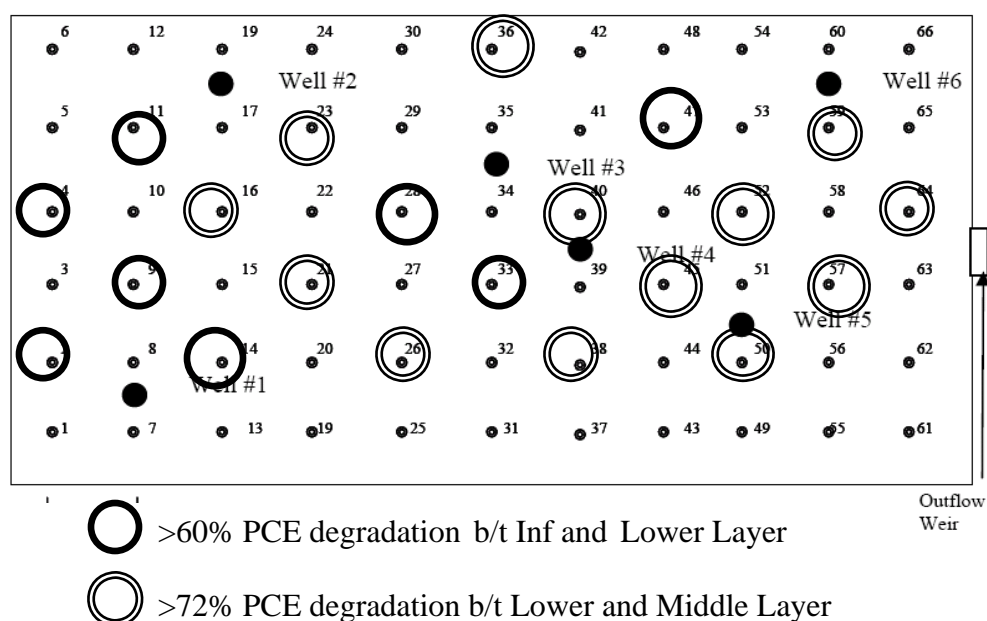 6 12 19 24 30 36 42 48 54 60 66
Well #2 Well #6
5 11 17 23 29 35 41 47 53 59 65
Well #3
4 10 16 22 28 34 40 46 52 58 64
Well #4
3 9 15 21 27 33 39 45 51 57 63
Well #5
8 14 20 26 32 38 44 50 56 62
Well #1
1 7 13 19 25 31 37 43 49 55 61
Outflow
Weir
>60% PCE degradation b/t Inf and Lower Layer
>72% PCE degradation b/t Lower and Middle Layer